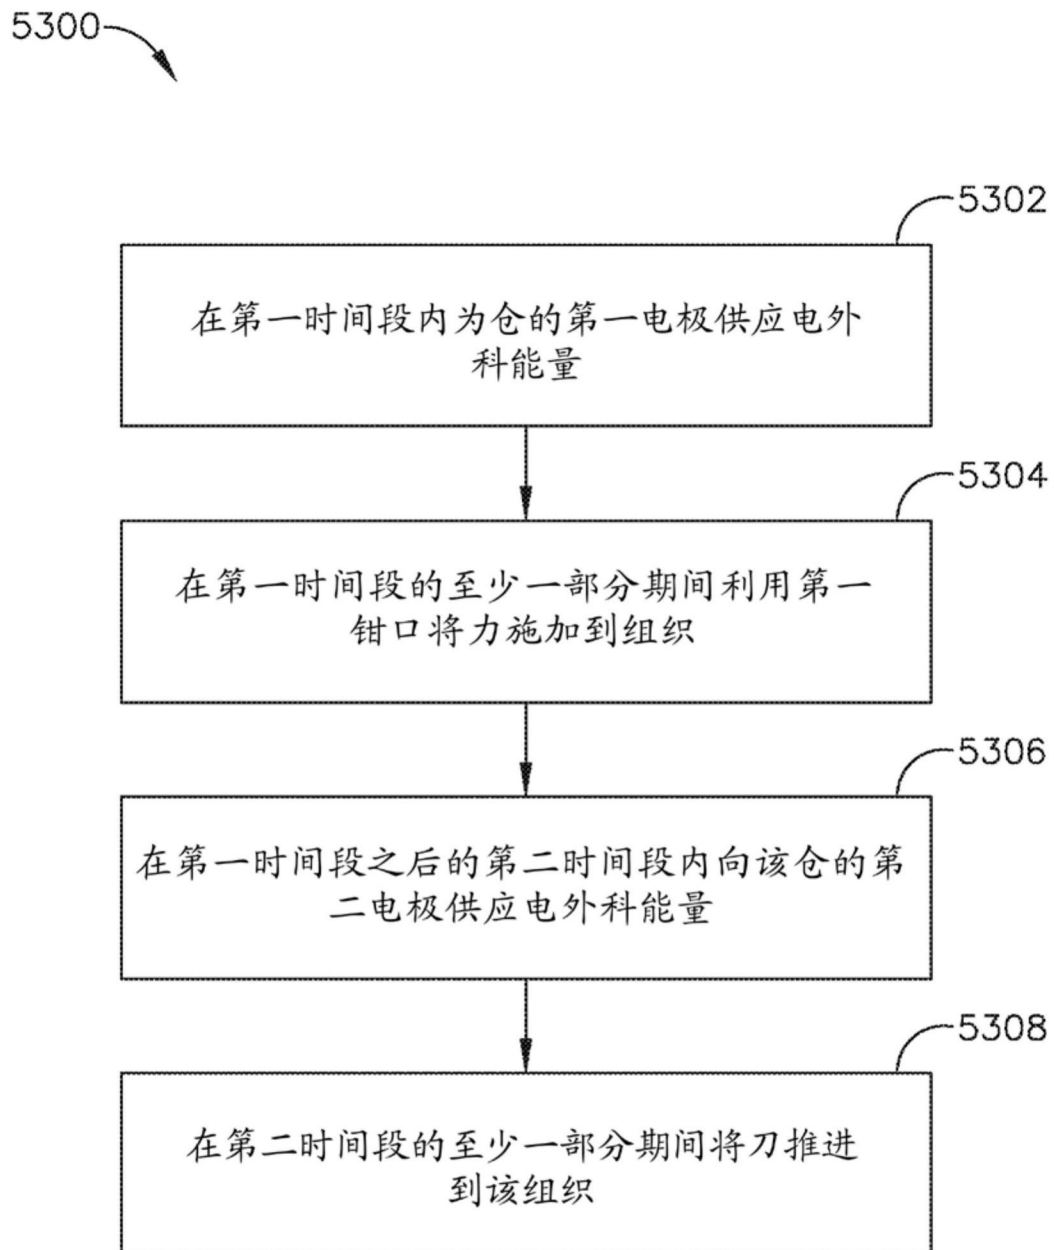 5300
5302
在第一时间段内为仓的第一电极供应电外
科能量
5304
在第一时间段的至少一部分期间利用第一
钳口将力施加到组织
5306
在第一时间段之后的第二时间段内向该仓的第
二电极供应电外科能量
5308
在第二时间段的至少一部分期间将刀推进
到该组织